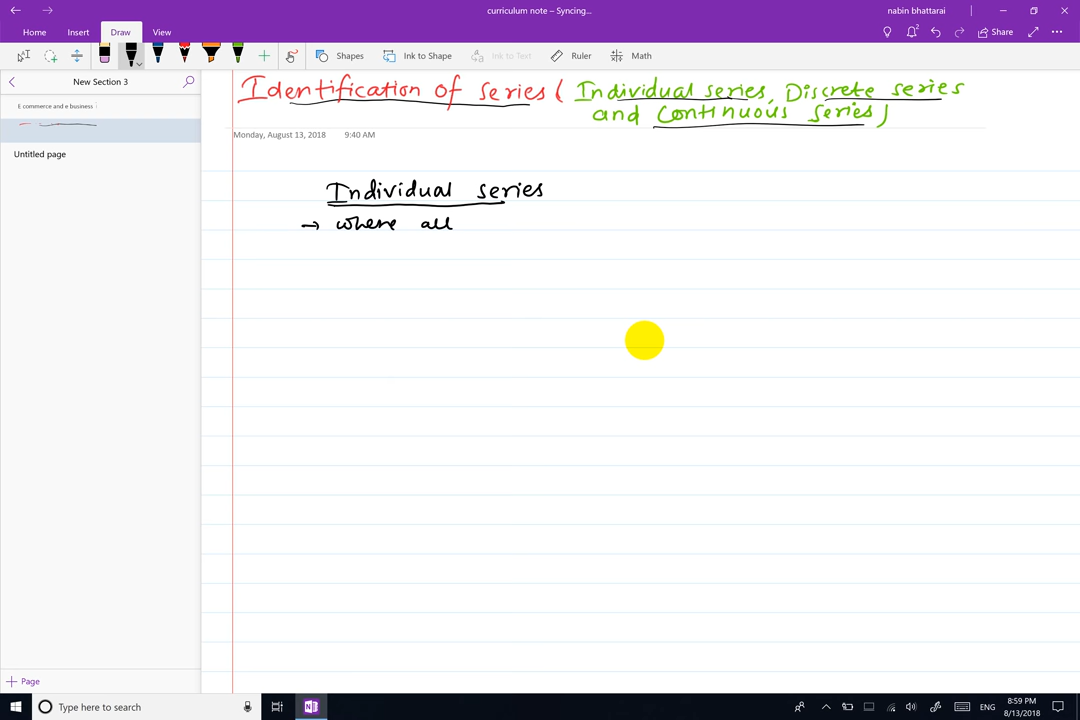 curriculum note – Syncing...
nabin bhattarai
Home Insert Draw View
Share
Shapes Ink to Shape Ink to Text Ruler Math
New Section 3
E commerce and e business
Untitled page
Identification of series ( Individual series, Discrete series
and Continuous series)
Monday, August 13, 2018 9:40 AM
Individual series
→ where all
+ Page
Type here to search
ENG
8:59 PM
8/13/2018